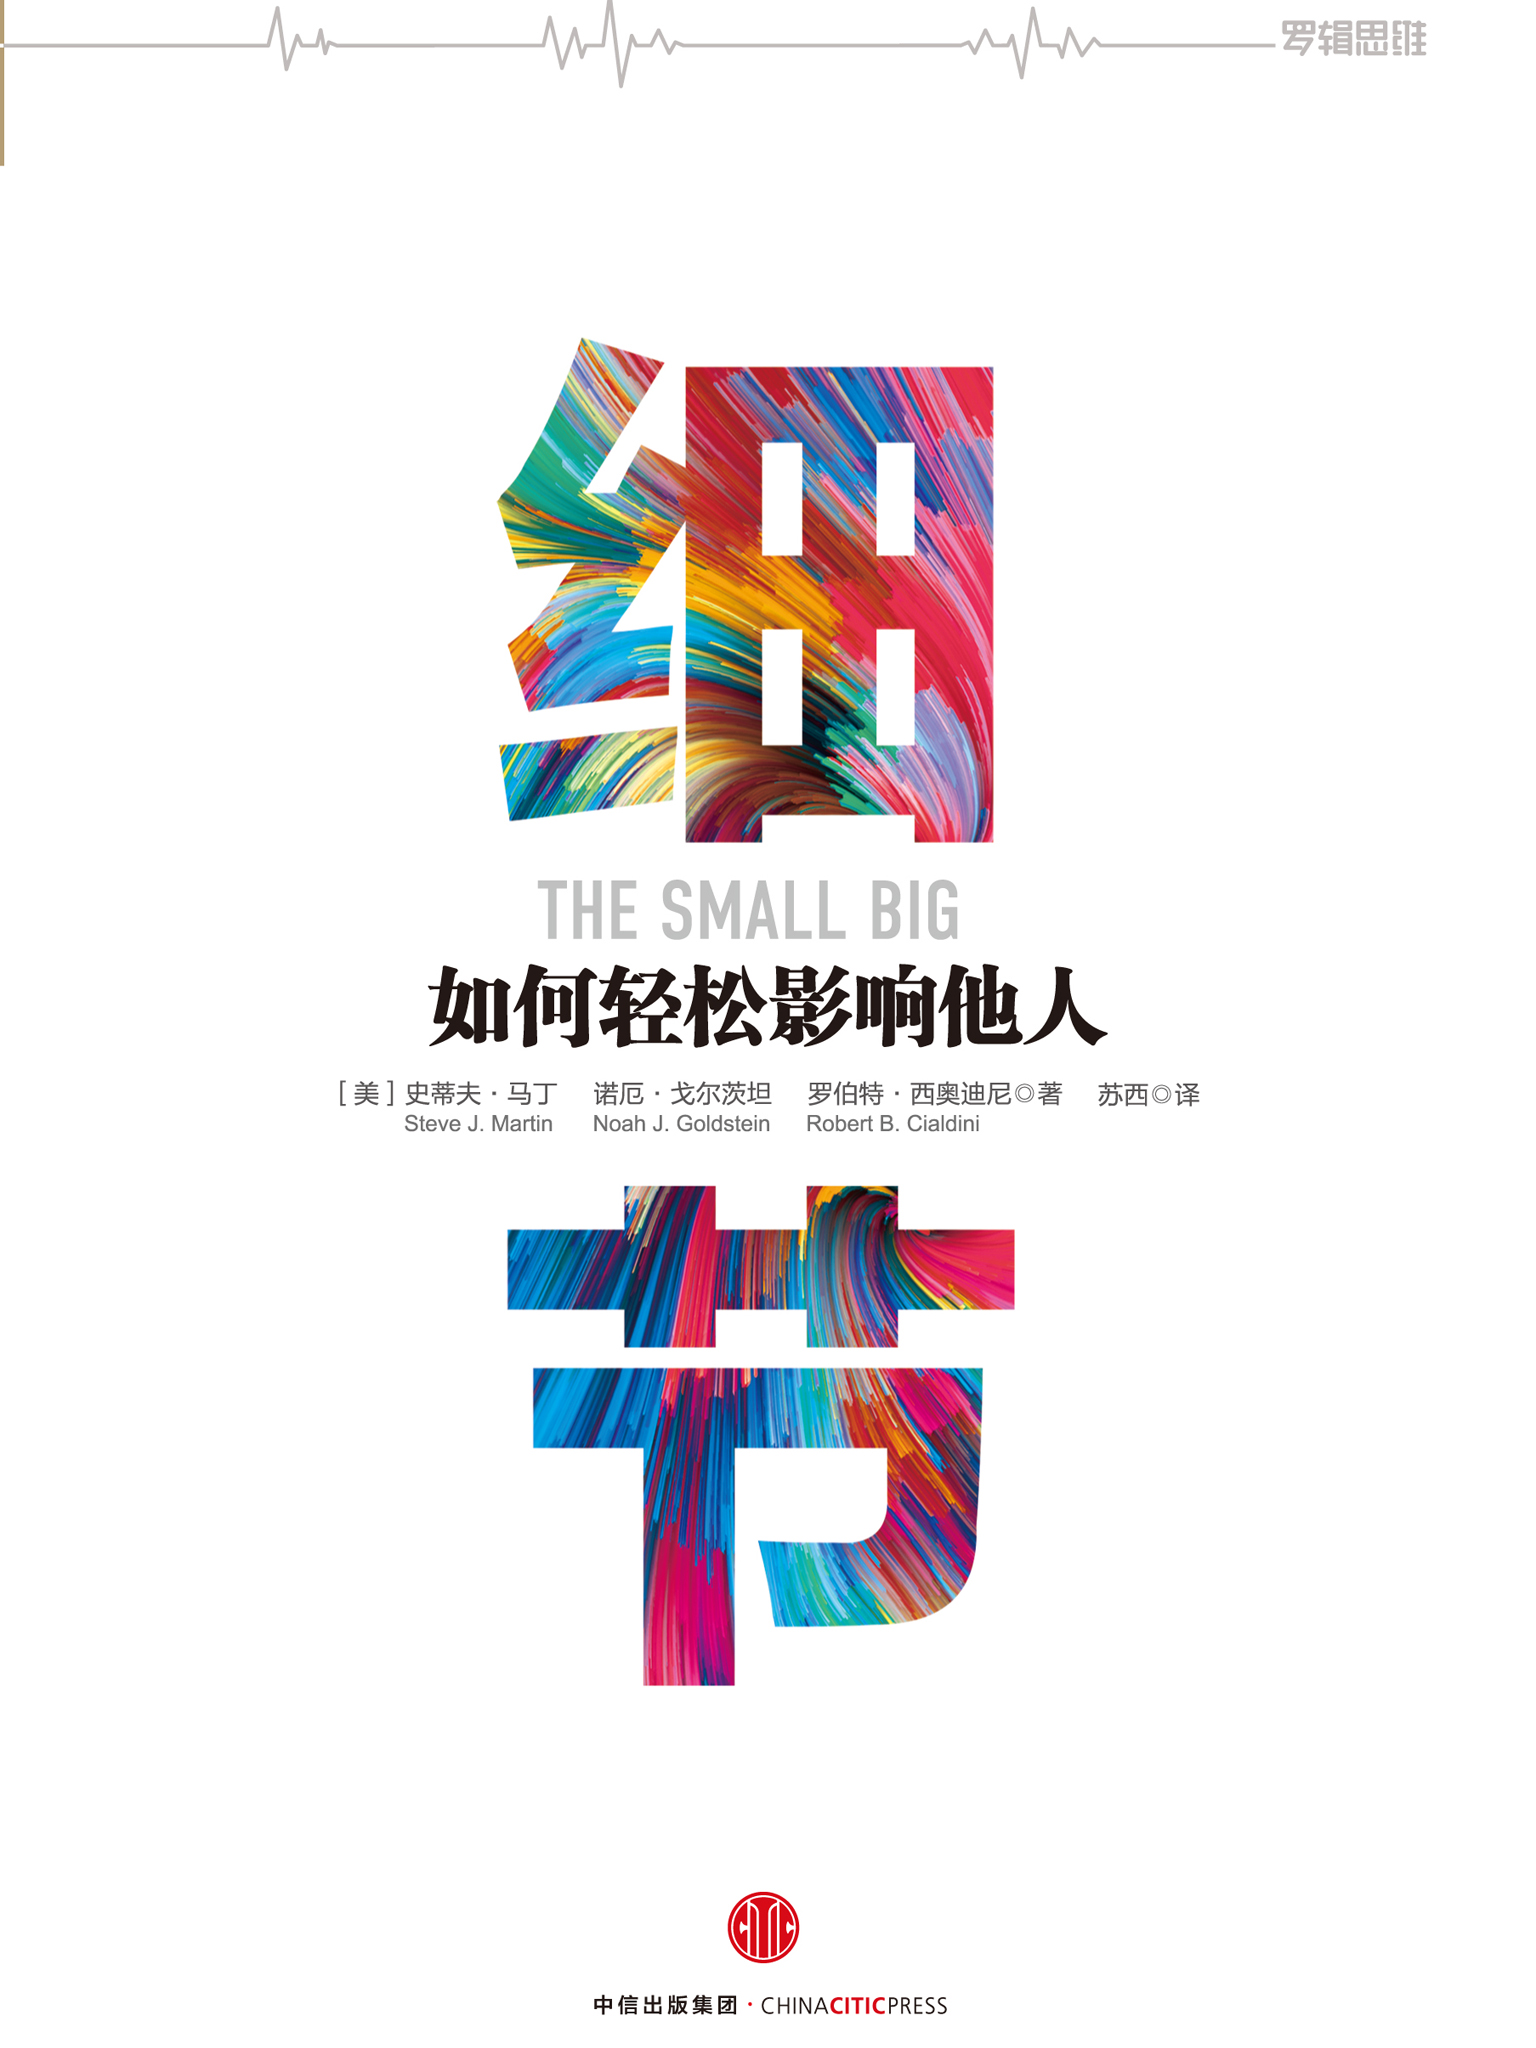 罗辑思维
细
THE SMALL BIG
如何轻松影响他人
[美] 史蒂夫·马丁 诺厄·戈尔茨坦 罗伯特·西奥迪尼◎著 苏西◎译
Steve J. Martin Noah J. Goldstein Robert B. Cialdini
节
中信出版集团·CHINACITICPRESS